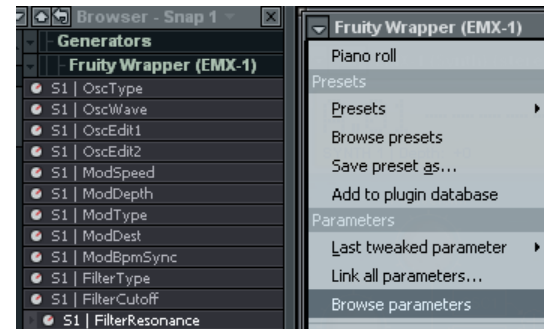 Browser - Snap 1
Generators
Fruity Wrapper (EMX-1)
S1 | OscType
S1 | OscWave
S1 | OscEdit1
S1 | OscEdit2
S1 | ModSpeed
S1 | ModDepth
S1 | ModType
S1 | ModDest
S1 | ModBpmSync
S1 | FilterType
S1 | FilterCutoff
S1 | FilterResonance
Fruity Wrapper (EMX-1)
Piano roll
Presets
Presets
Browse presets
Save preset as...
Add to plugin database
Parameters
Last tweaked parameter
Link all parameters...
Browse parameters